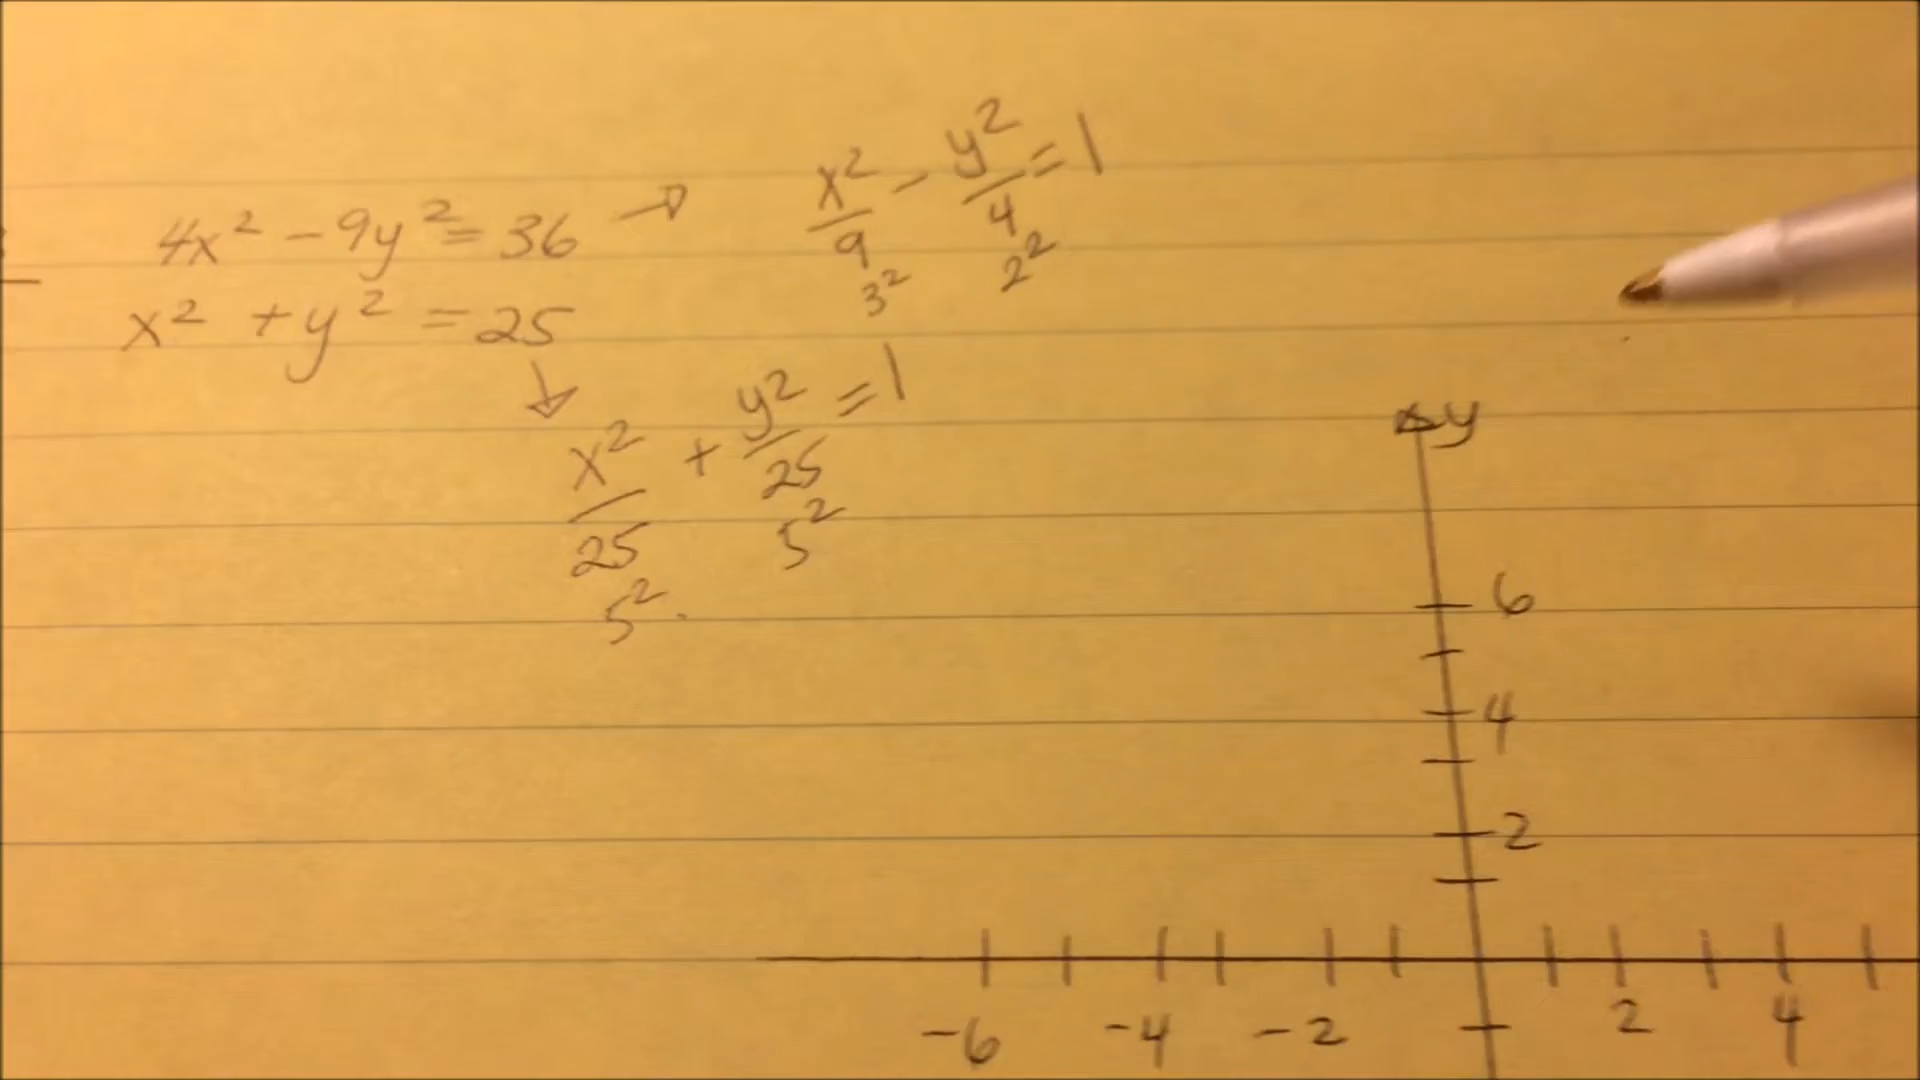 4x² - 9y² = 36 → x²/9 - y²/4 = 1
3² 2²
x² + y² = 25
↓
x²/25 + y²/25 = 1
5² 5²
y
6
4
2
-6 -4 -2 2 4